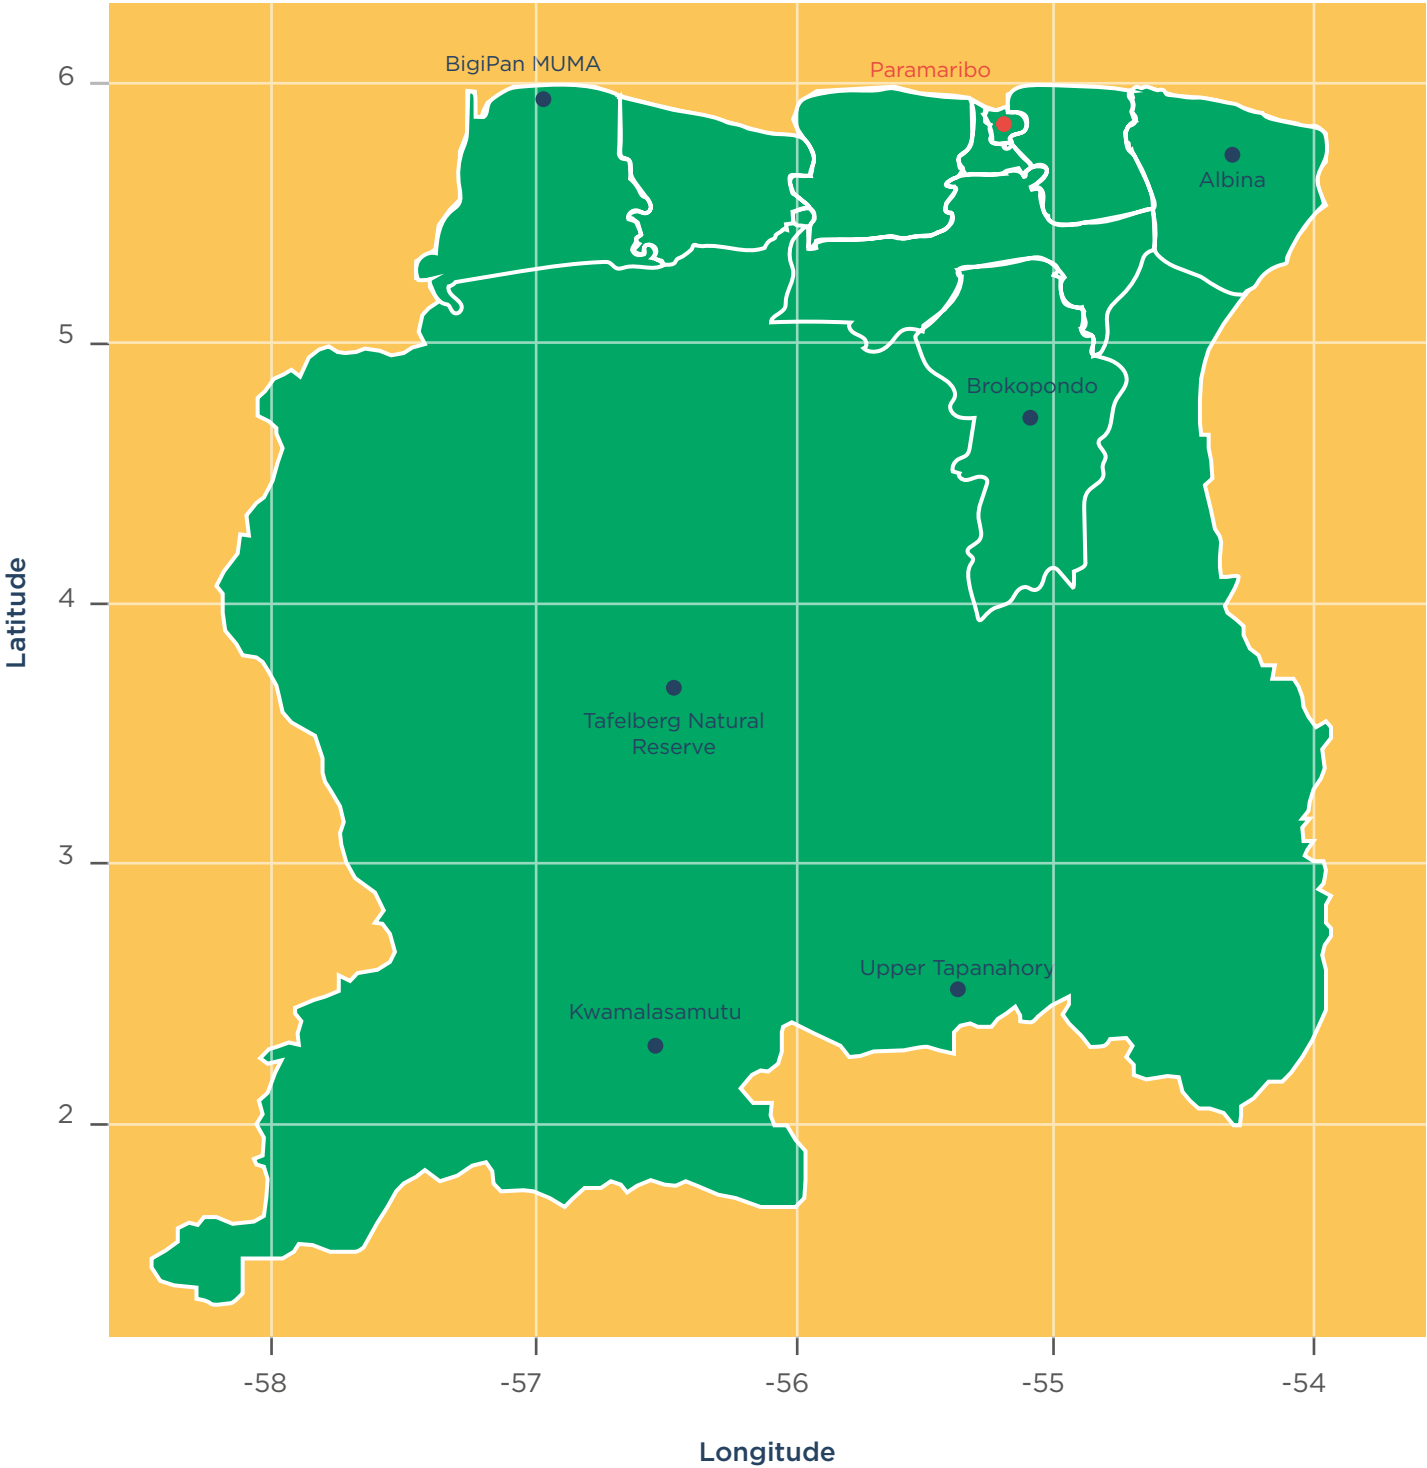 BigiPan MUMA
Paramaribo
6
Albina
5
Brokopondo
4
Latitude
Tafelberg Natural
Reserve
3
Upper Tapanahory
Kwamalasamutu
2
-58
-57
-56
-55
-54
Longitude